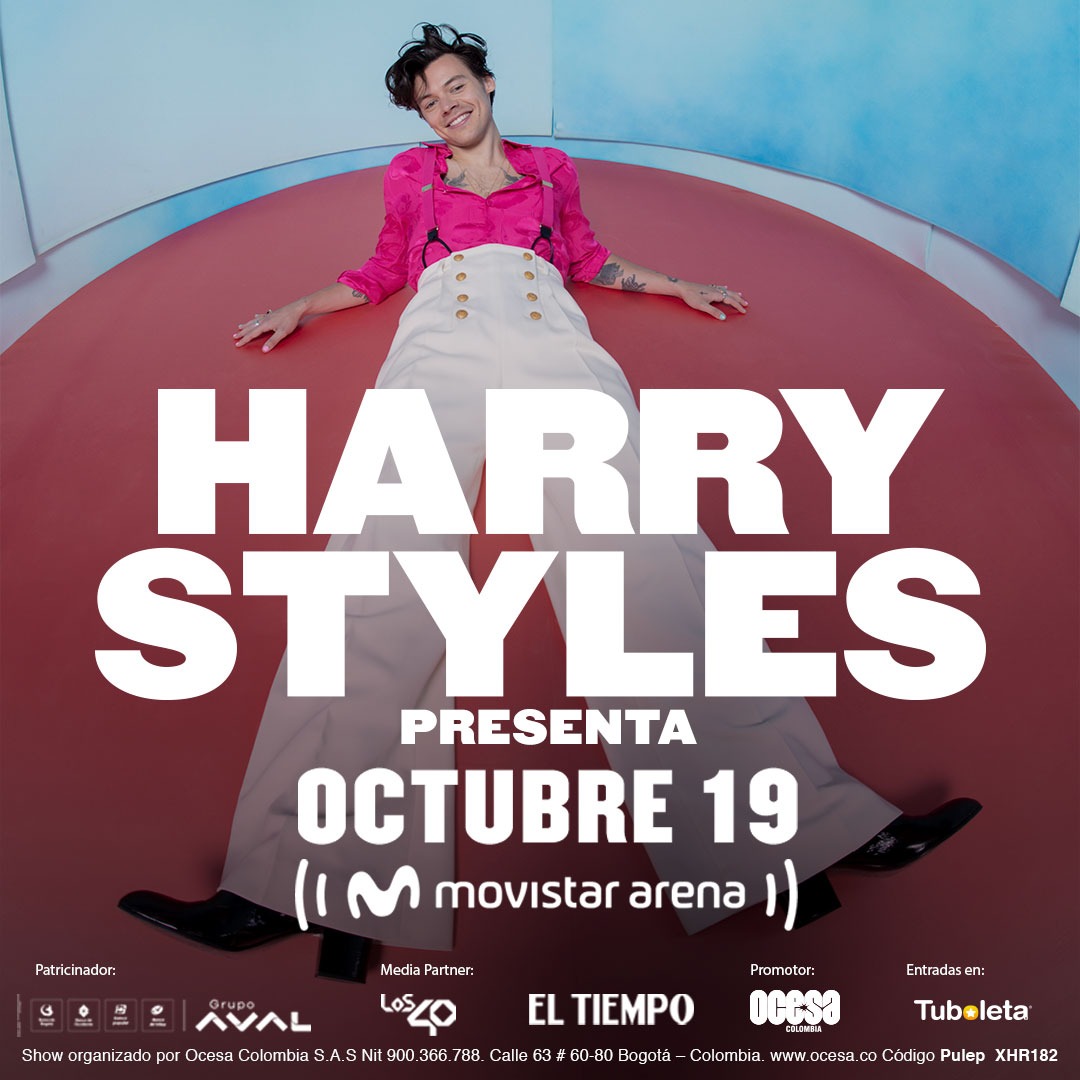 HARRY
STYLES
PRESENTA
OCTUBRE 19
movistar arena
Patricinador:
Media Partner:
Promotor:
Entradas en:
Grupo
AVAL
LOS40
EL TIEMPO
ocesa
COLOMBIA
Tuboleta
Show organizado por Ocesa Colombia S.A.S Nit 900.366.788. Calle 63 # 60-80 Bogotá – Colombia. www.ocesa.co Código Pulep XHR182